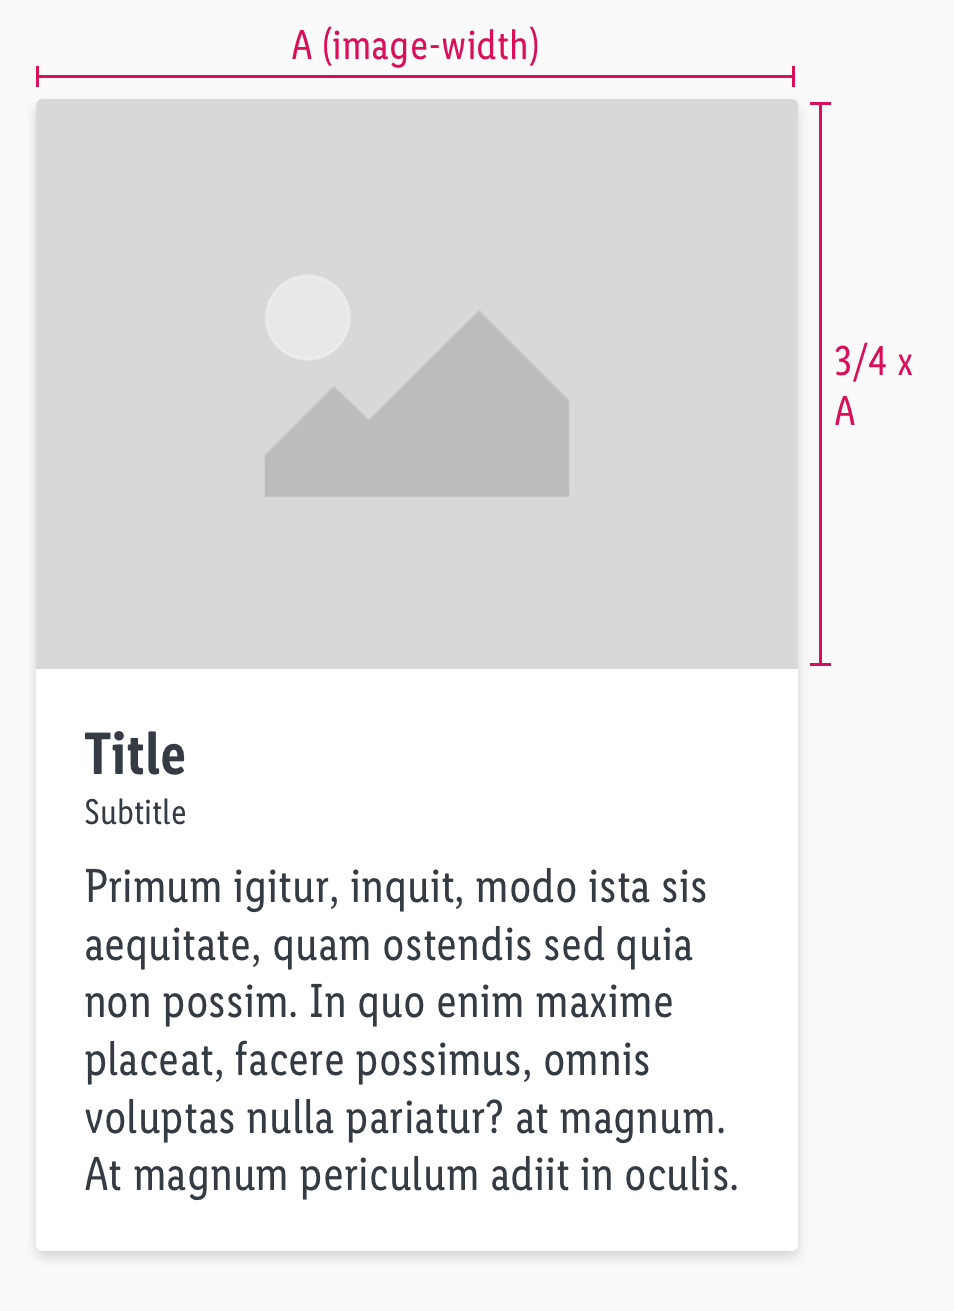 A (image-width)
3/4 x
A
Title
Subtitle
Primum igitur, inquit, modo ista sis
aequitate, quam ostendis sed quia
non possim. In quo enim maxime
placeat, facere possimus, omnis
voluptas nulla pariatur? at magnum.
At magnum periculum adiit in oculis.